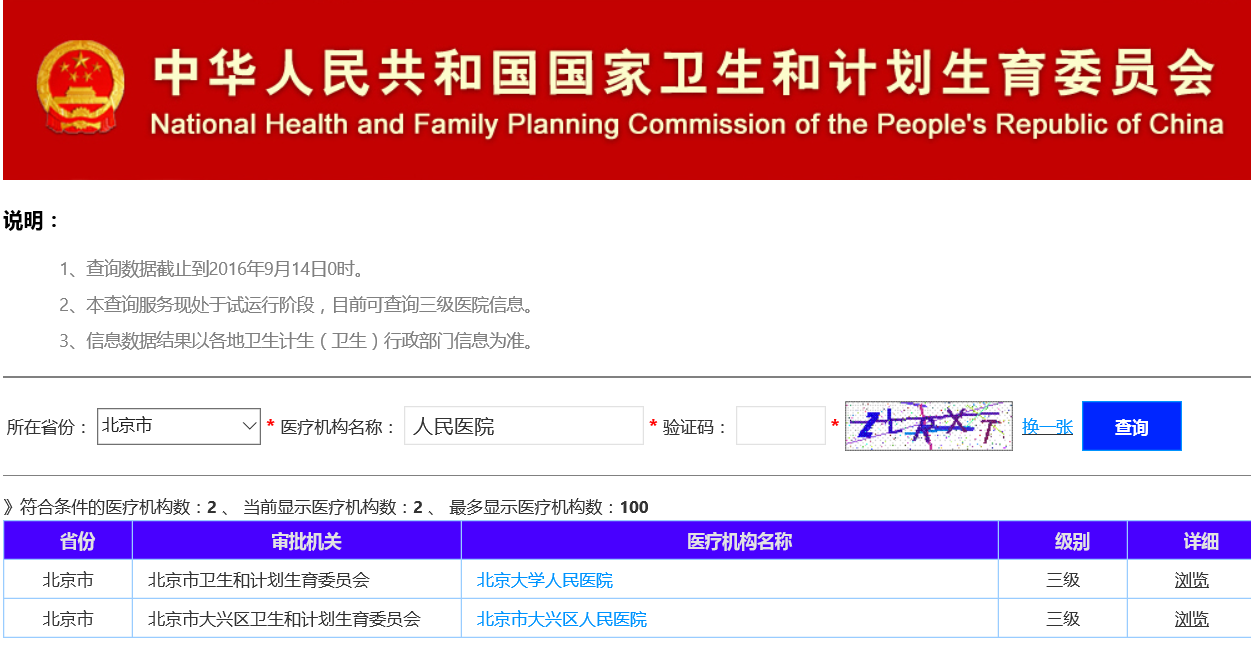 中华人民共和国国家卫生和计划生育委员会
National Health and Family Planning Commission of the People's Republic of China
说明：
1、查询数据截止到2016年9月14日0时。
2、本查询服务现处于试运行阶段，目前可查询三级医院信息。
3、信息数据结果以各地卫生计生（卫生）行政部门信息为准。
所在省份： 北京市 * 医疗机构名称： 人民医院 * 验证码： * 换一张 查询
》符合条件的医疗机构数：2 、 当前显示医疗机构数：2 、 最多显示医疗机构数：100
省份 审批机关 医疗机构名称 级别 详细
北京市 北京市卫生和计划生育委员会 北京大学人民医院 三级 浏览
北京市 北京市大兴区卫生和计划生育委员会 北京市大兴区人民医院 三级 浏览